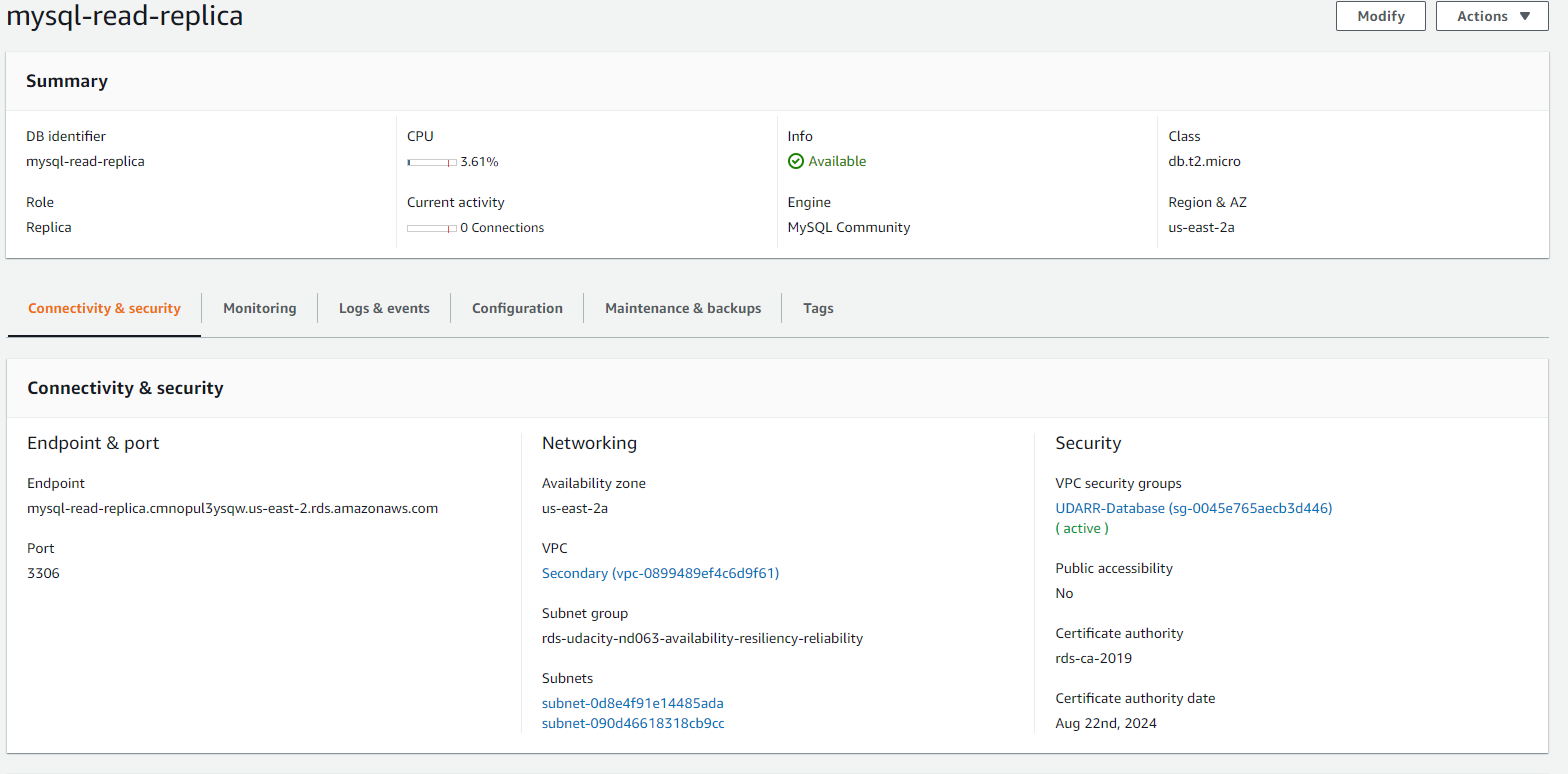 mysql-read-replica
Modify
Actions
Summary
DB identifier
mysql-read-replica
CPU
3.61%
Info
Available
Class
db.t2.micro
Role
Replica
Current activity
0 Connections
Engine
MySQL Community
Region & AZ
us-east-2a
Connectivity & security
Monitoring
Logs & events
Configuration
Maintenance & backups
Tags
Connectivity & security
Endpoint & port
Endpoint
mysql-read-replica.cmnopul3ysqw.us-east-2.rds.amazonaws.com
Port
3306
Networking
Availability zone
us-east-2a
VPC
Secondary (vpc-0899489ef4c6d9f61)
Subnet group
rds-udacity-nd063-availability-resiliency-reliability
Subnets
subnet-0d8e4f91e14485ada
subnet-090d46618318cb9cc
Security
VPC security groups
UDARR-Database (sg-0045e765aecb3d446)
( active )
Public accessibility
No
Certificate authority
rds-ca-2019
Certificate authority date
Aug 22nd, 2024